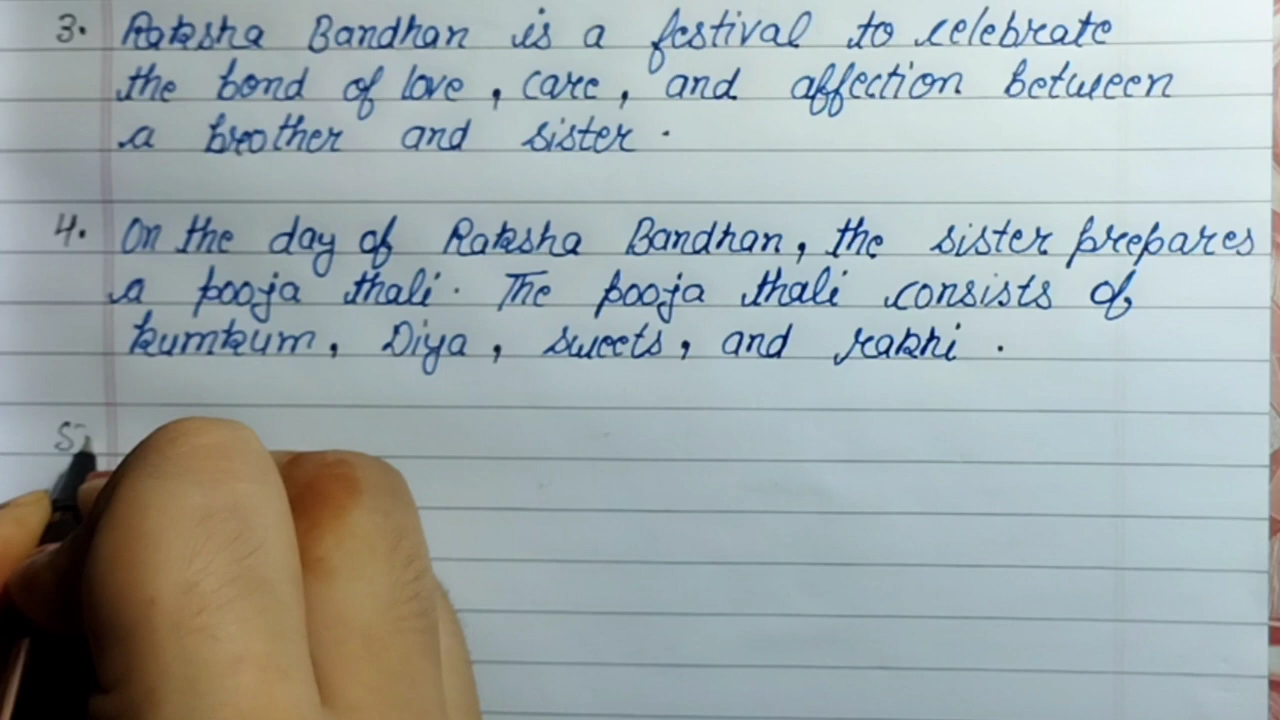 3. Raksha Bandhan is a festival to celebrate
the bond of love, care, and affection between
a brother and sister.
4. On the day of Raksha Bandhan, the sister prepares
a pooja thali. The pooja thali consists of
kumkum, Diya, sweets, and rakhi.
5